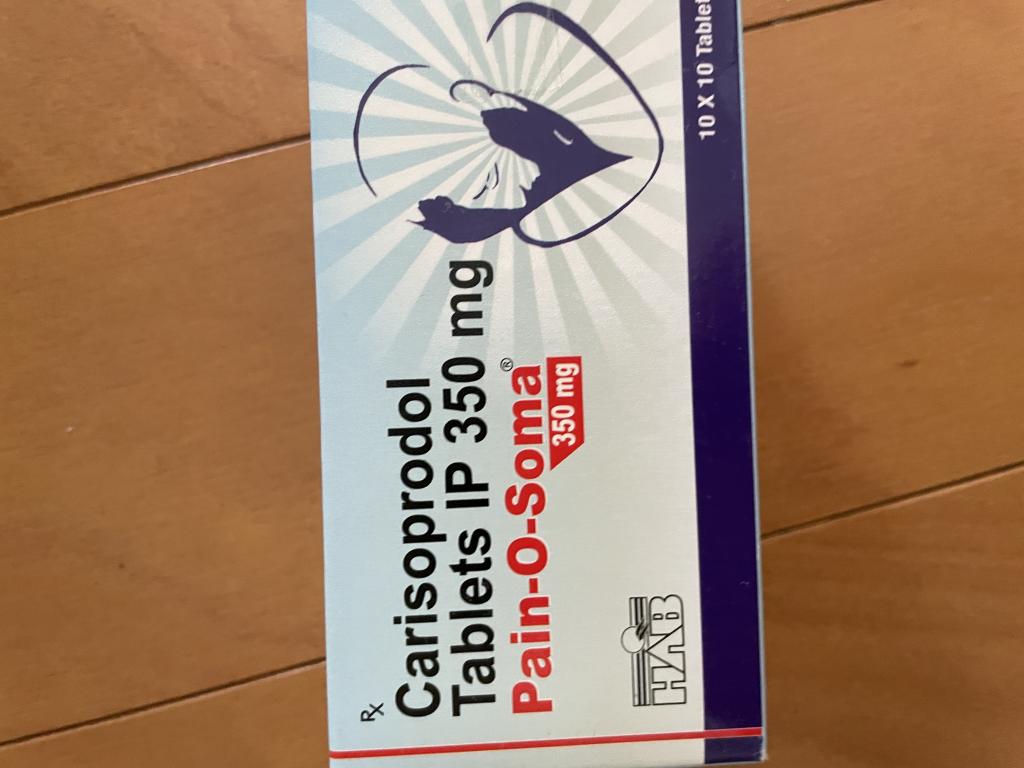 Rx
Carisoprodol
Tablets IP 350 mg
Pain-O-Soma®
350 mg
HAB
10 X 10 Tablet